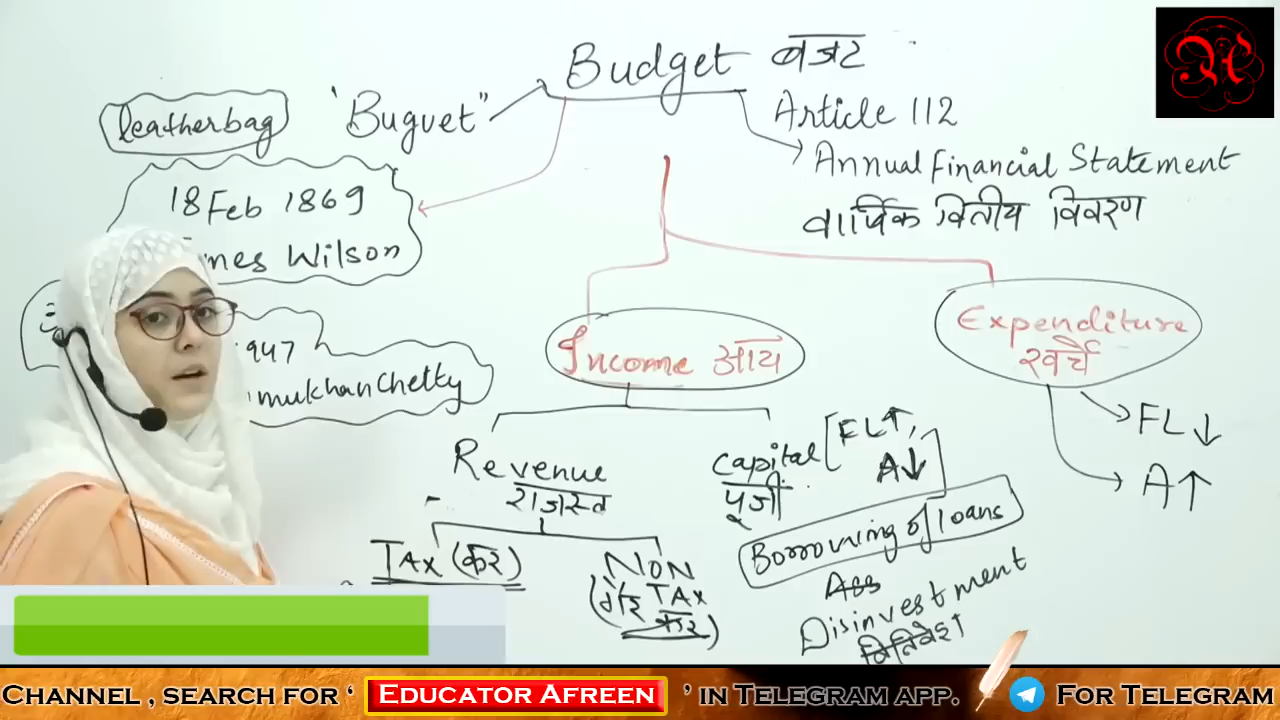 Budget बजट
"Buguet"
leatherbag
Article 112
Annual Financial Statement
वार्षिक वित्तीय विवरण
18 Feb 1869
mes Wilson
947
mukhanChetty
Income आय
Expenditure
खर्चे
FL↓
A↑
Revenue
राजस्व
Capital
पूंजी
[FL↑,
A↓
Tax (कर)
Non
(गैर Tax
कर)
Borrowing of loans
Ass
Disinvestment
विनिवेश
CHANNEL , SEARCH FOR ‘ EDUCATOR AFREEN ’ IN TELEGRAM APP. FOR TELEGRAM